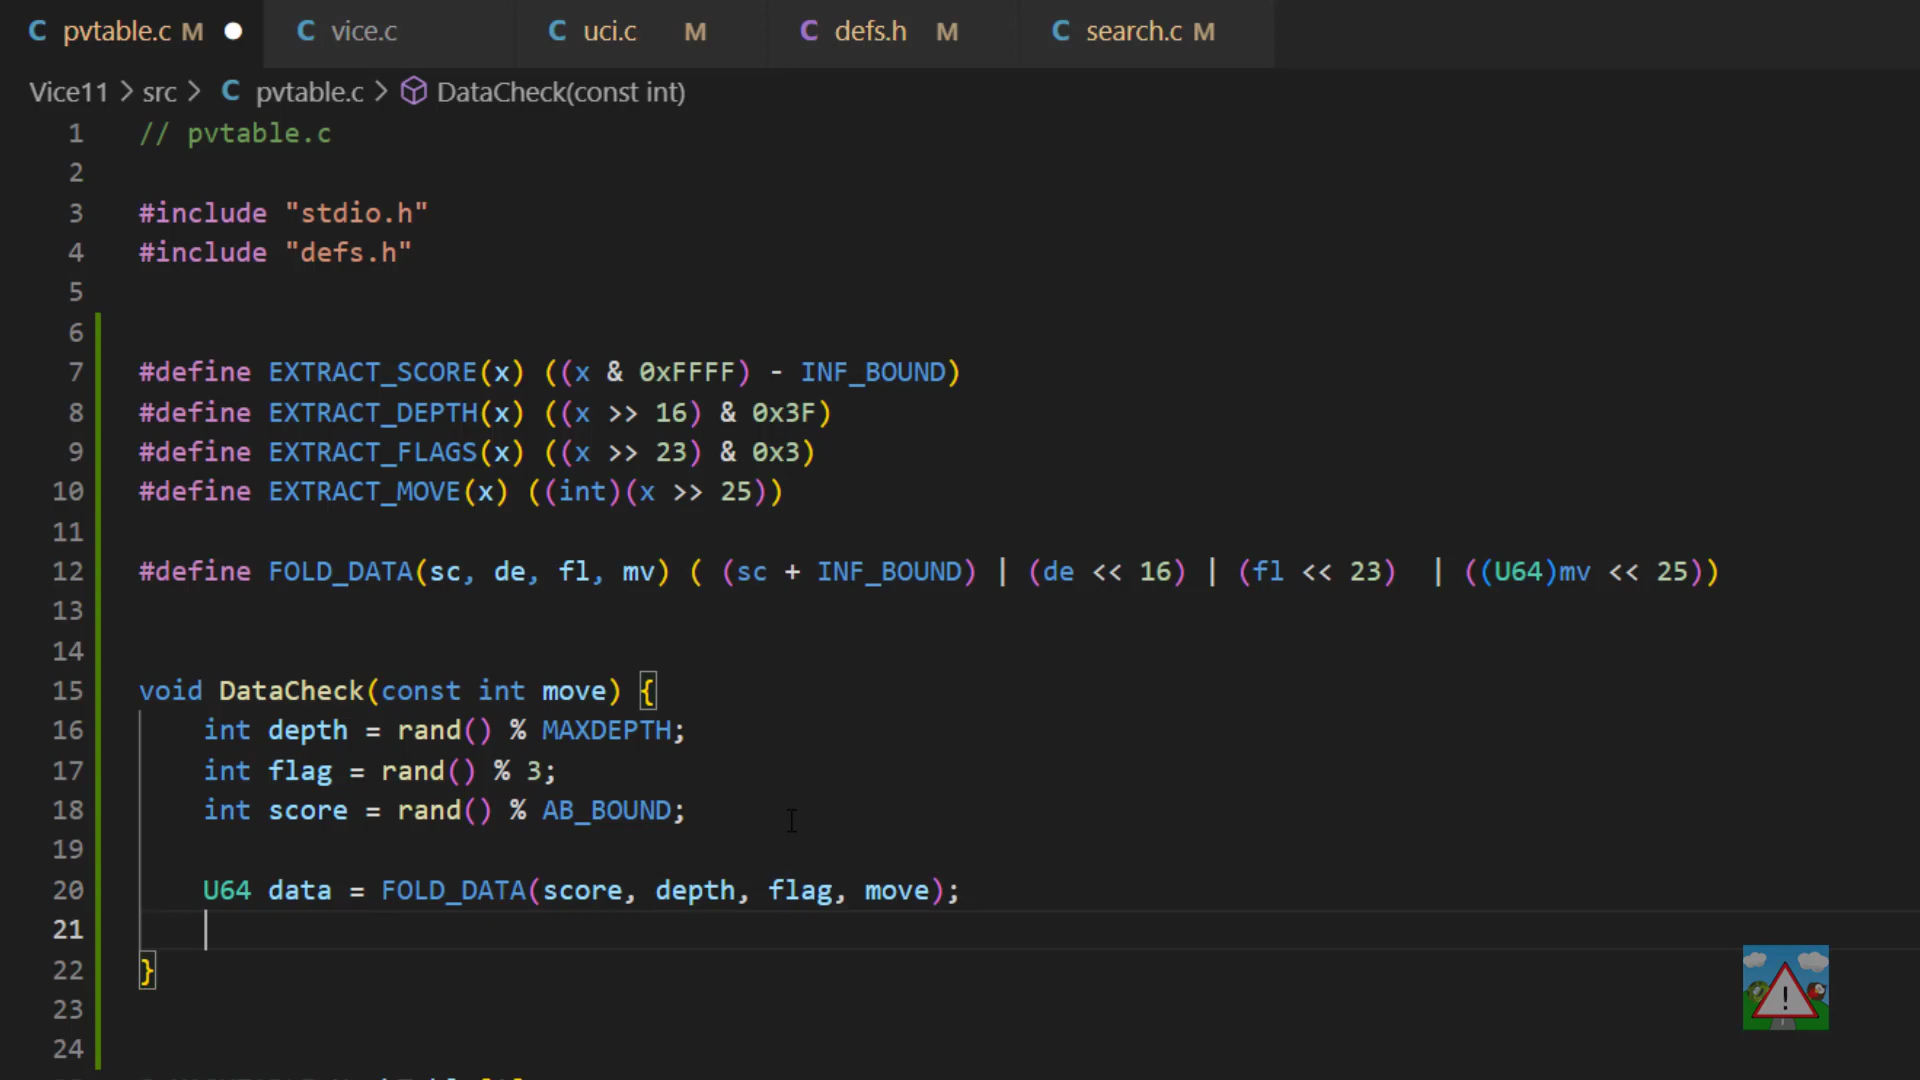 pvtable.c M vice.c uci.c M defs.h M search.c M
Vice11 > src > C pvtable.c > DataCheck(const int)
1 // pvtable.c
2
3 #include "stdio.h"
4 #include "defs.h"
5
6
7 #define EXTRACT_SCORE(x) ((x & 0xFFFF) - INF_BOUND)
8 #define EXTRACT_DEPTH(x) ((x >> 16) & 0x3F)
9 #define EXTRACT_FLAGS(x) ((x >> 23) & 0x3)
10 #define EXTRACT_MOVE(x) ((int)(x >> 25))
11
12 #define FOLD_DATA(sc, de, fl, mv) ( (sc + INF_BOUND) | (de << 16) | (fl << 23)  | ((U64)mv << 25))
13
14
15 void DataCheck(const int move) {
16     int depth = rand() % MAXDEPTH;
17     int flag = rand() % 3;
18     int score = rand() % AB_BOUND;
19
20     U64 data = FOLD_DATA(score, depth, flag, move);
21
22 }
23
24